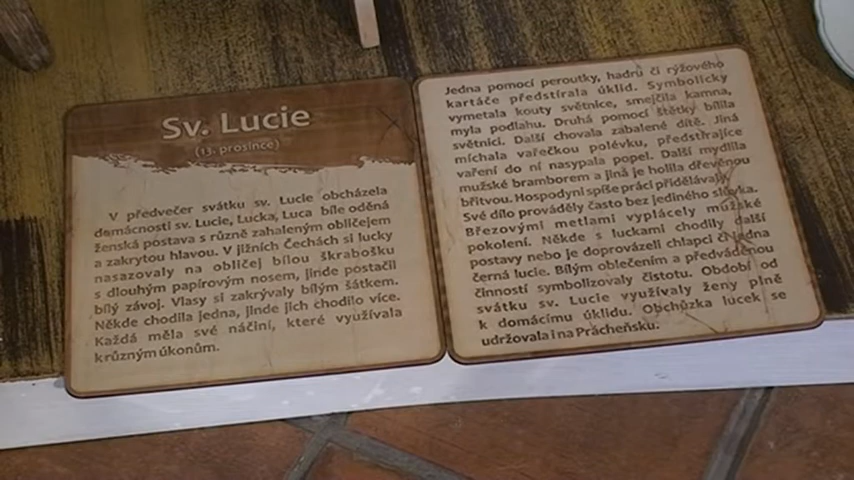 Sv. Lucie
(13. prosince)
V předvečer svátku sv. Lucie obcházela
domácnosti sv. Lucie, Lucka, Luca bíle oděná
ženská postava s různě zahaleným obličejem
a zakrytou hlavou. V jižních Čechách si lucky
nasazovaly na obličej bílou škrabošku
s dlouhým papírovým nosem, jinde postačil
bílý závoj. Vlasy si zakrývaly bílým šátkem.
Někde chodila jedna, jinde jich chodilo více.
Každá měla své náčiní, které využívala
k různým úkonům.
Jedna pomocí peroutky, hadrů či rýžového
kartáče předstírala úklid. Symbolicky
vymetala kouty světnice, smejčila kamna,
myla podlahu. Druhá pomocí štětky bílila
světnici. Další chovala zabalené dítě. Jiná
míchala vařečkou polévku, předstírajíce
vaření do ní nasypala popel. Další mydlila
mužské bramborem a jiná je holila dřevěnou
břitvou. Hospodyni spíše práci přidělávaly.
Své dílo prováděly často bez jediného slůvka.
Březovými metlami vyplácely mužské
pokolení. Někde s luckami chodily další
postavy nebo je doprovázeli chlapci či jedna
černá lucie. Bílým oblečením a předváděnou
činností symbolizovaly čistotu. Období od
svátku sv. Lucie využívaly ženy plně
k domácímu úklidu. Obchůzka lucek se
udržovala i na Prácheňsku.